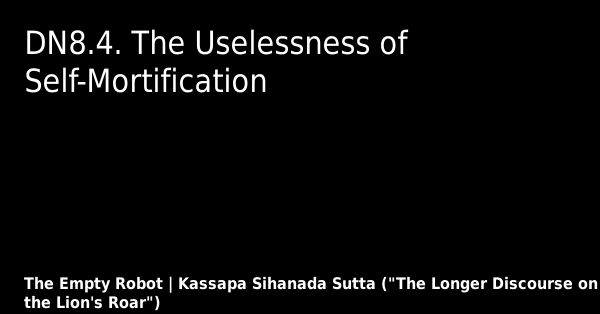 DN8.4. The Uselessness of
Self-Mortification
The Empty Robot | Kassapa Sihanada Sutta ("The Longer Discourse on
the Lion's Roar")